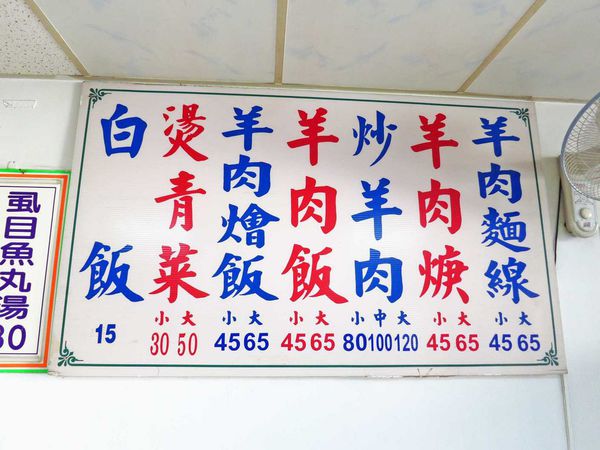 羊肉麵線
小 大
45 65
羊肉焿
小 大
45 65
炒羊肉
小 中 大
80 100 120
羊肉飯
小 大
45 65
羊肉燴飯
小 大
45 65
燙青菜
小 大
30 50
白飯
15
虱目魚丸湯
30